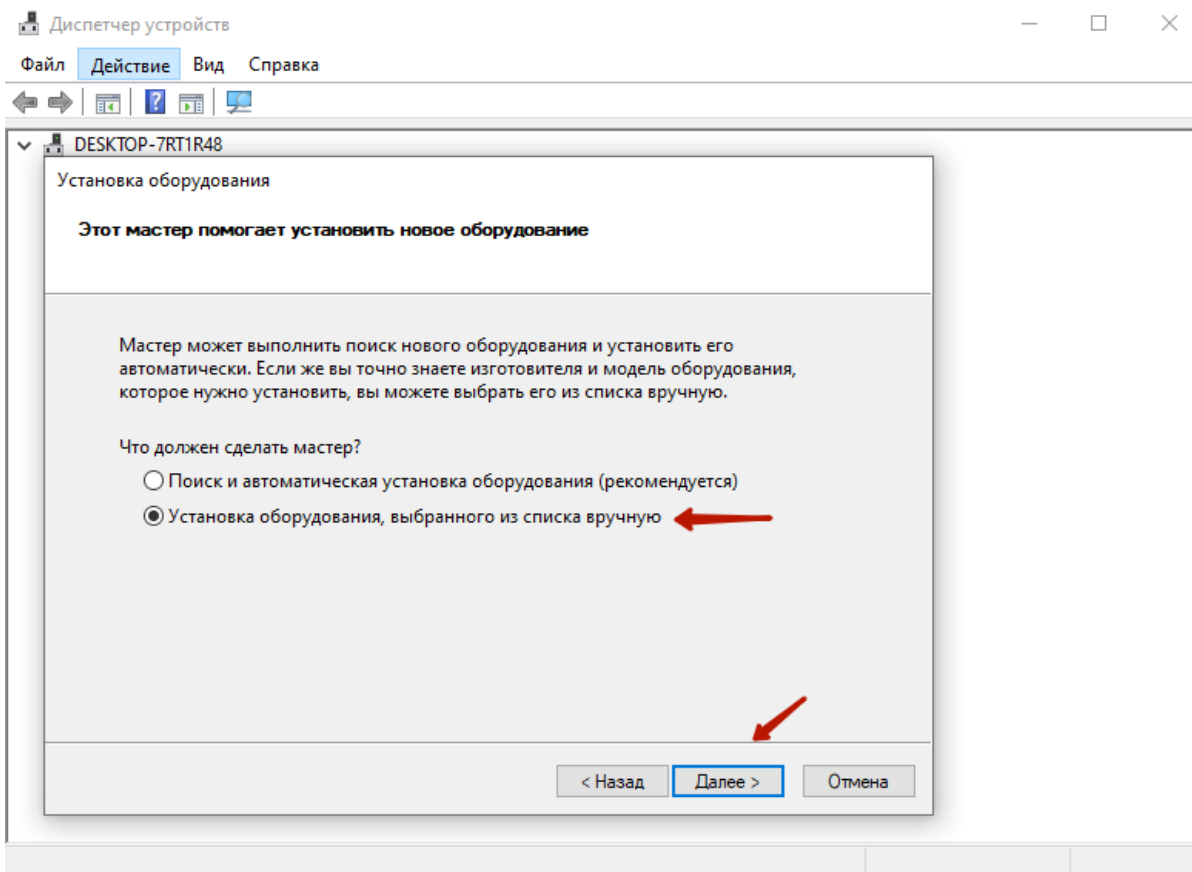 Диспетчер устройств
Файл Действие Вид Справка
DESKTOP-7RT1R48
Установка оборудования
Этот мастер помогает установить новое оборудование
Мастер может выполнить поиск нового оборудования и установить его
автоматически. Если же вы точно знаете изготовителя и модель оборудования,
которое нужно установить, вы можете выбрать его из списка вручную.
Что должен сделать мастер?
Поиск и автоматическая установка оборудования (рекомендуется)
Установка оборудования, выбранного из списка вручную
< Назад Далее > Отмена